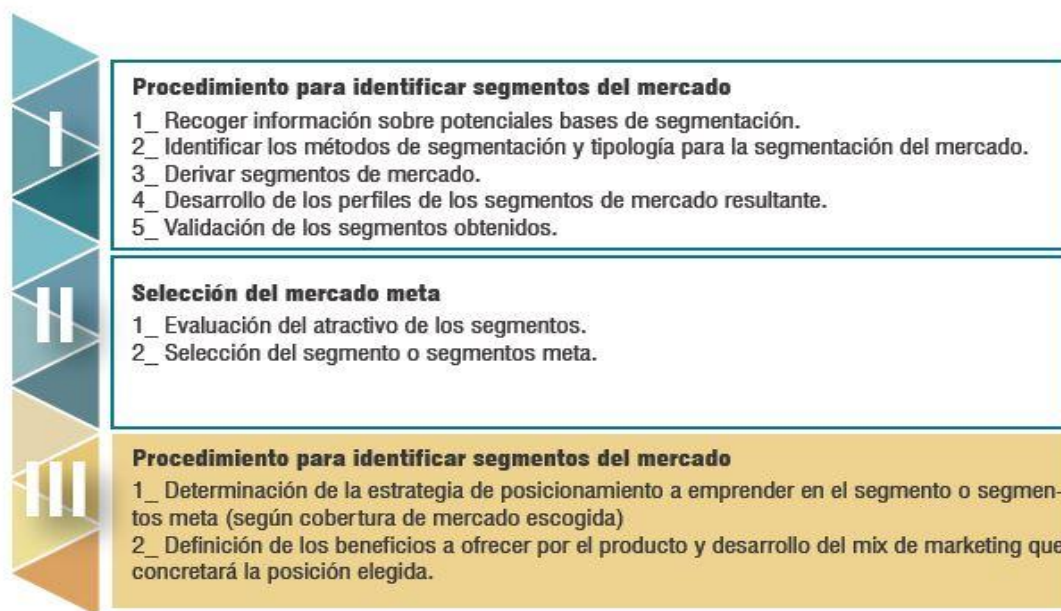 I
Procedimiento para identificar segmentos del mercado
1_ Recoger información sobre potenciales bases de segmentación.
2_ Identificar los métodos de segmentación y tipología para la segmentación del mercado.
3_ Derivar segmentos de mercado.
4_ Desarrollo de los perfiles de los segmentos de mercado resultante.
5_ Validación de los segmentos obtenidos.
II
Selección del mercado meta
1_ Evaluación del atractivo de los segmentos.
2_ Selección del segmento o segmentos meta.
III
Procedimiento para identificar segmentos del mercado
1_ Determinación de la estrategia de posicionamiento a emprender en el segmento o segmen-
tos meta (según cobertura de mercado escogida)
2_ Definición de los beneficios a ofrecer por el producto y desarrollo del mix de marketing que
concretará la posición elegida.